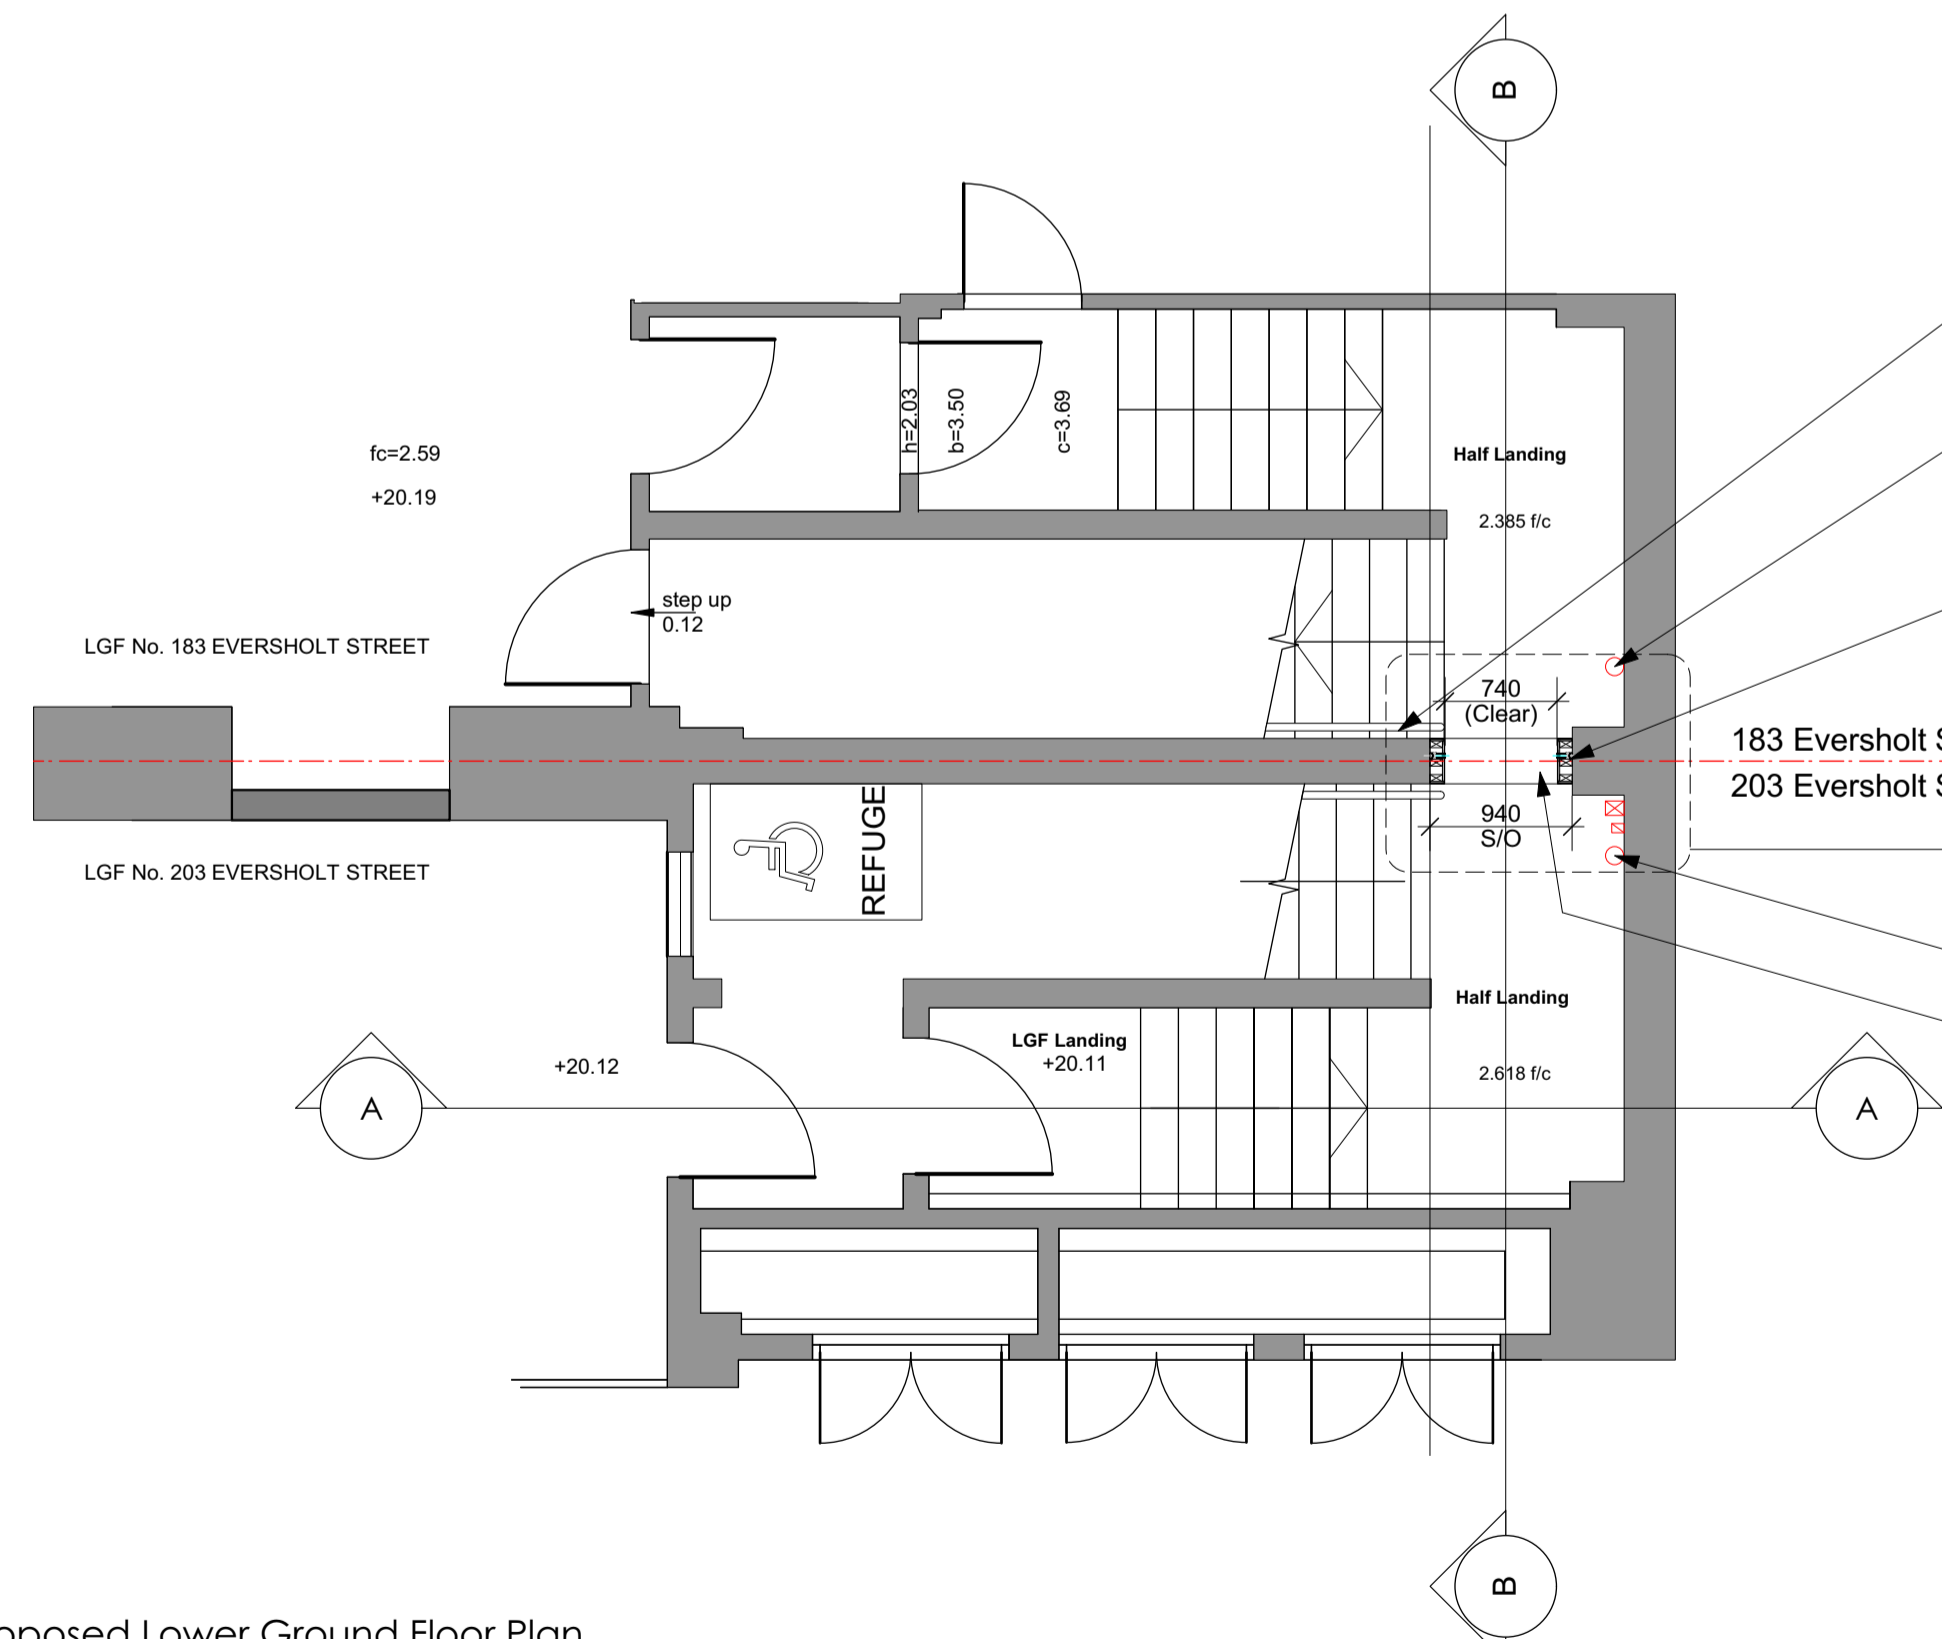 B
h=2.03
b=3.50
c=3.69
fc=2.59
+20.19
Half Landing
2.385 f/c
step up
0.12
LGF No. 183 EVERSHOLT STREET
740
(Clear)
183 Eversholt
203 Eversholt
940
S/O
REFUGE
LGF No. 203 EVERSHOLT STREET
Half Landing
LGF Landing
+20.11
+20.12
2.618 f/c
A
A
B
Lower Ground Floor Plan